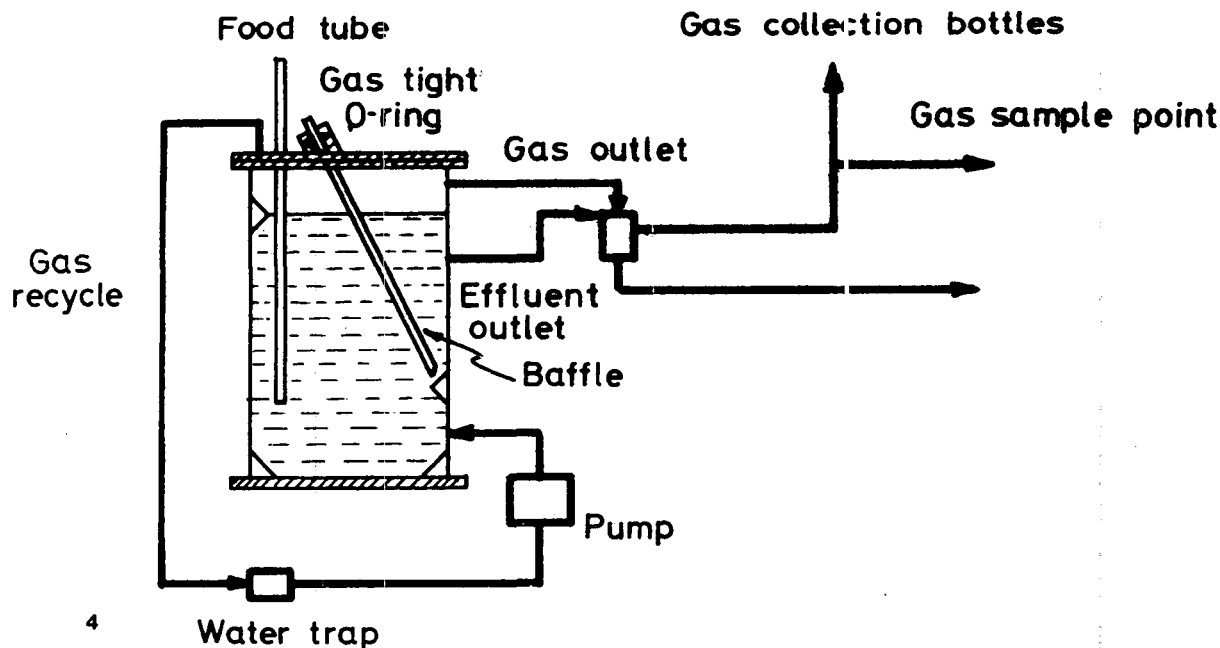 Food tube
Gas collection bottles
Gas tight
O-ring
Gas sample point
Gas outlet
Gas
recycle
Effluent
outlet
Baffle
Pump
4
Water trap